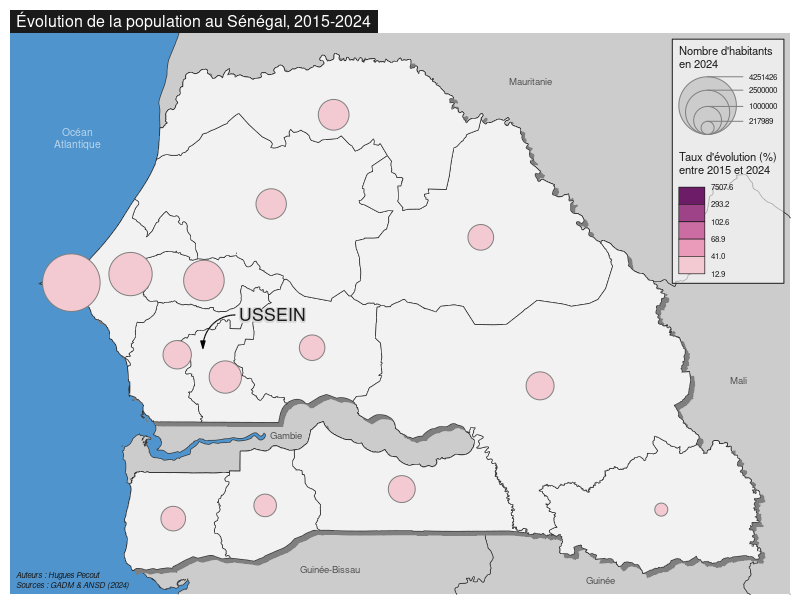 Évolution de la population au Sénégal, 2015-2024
Nombre d'habitants
en 2024
4251426
2500000
1000000
217989
Mauritanie
Océan
Atlantique
Taux d'évolution (%)
entre 2015 et 2024
7507.6
293.2
102.6
68.9
41.0
12.9
USSEIN
Mali
Gambie
Guinée-Bissau
Guinée
Auteurs : Hugues Pecout
Sources : GADM & ANSD (2024)